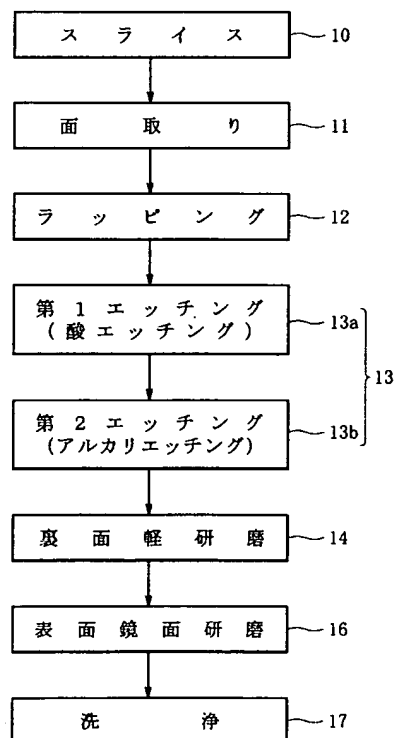 スライス 10
面取り 11
ラッピング 12
第1エッチング
(酸エッチング) 13a
13
第2エッチング
(アルカリエッチング) 13b
裏面軽研磨 14
表面鏡面研磨 16
洗浄 17